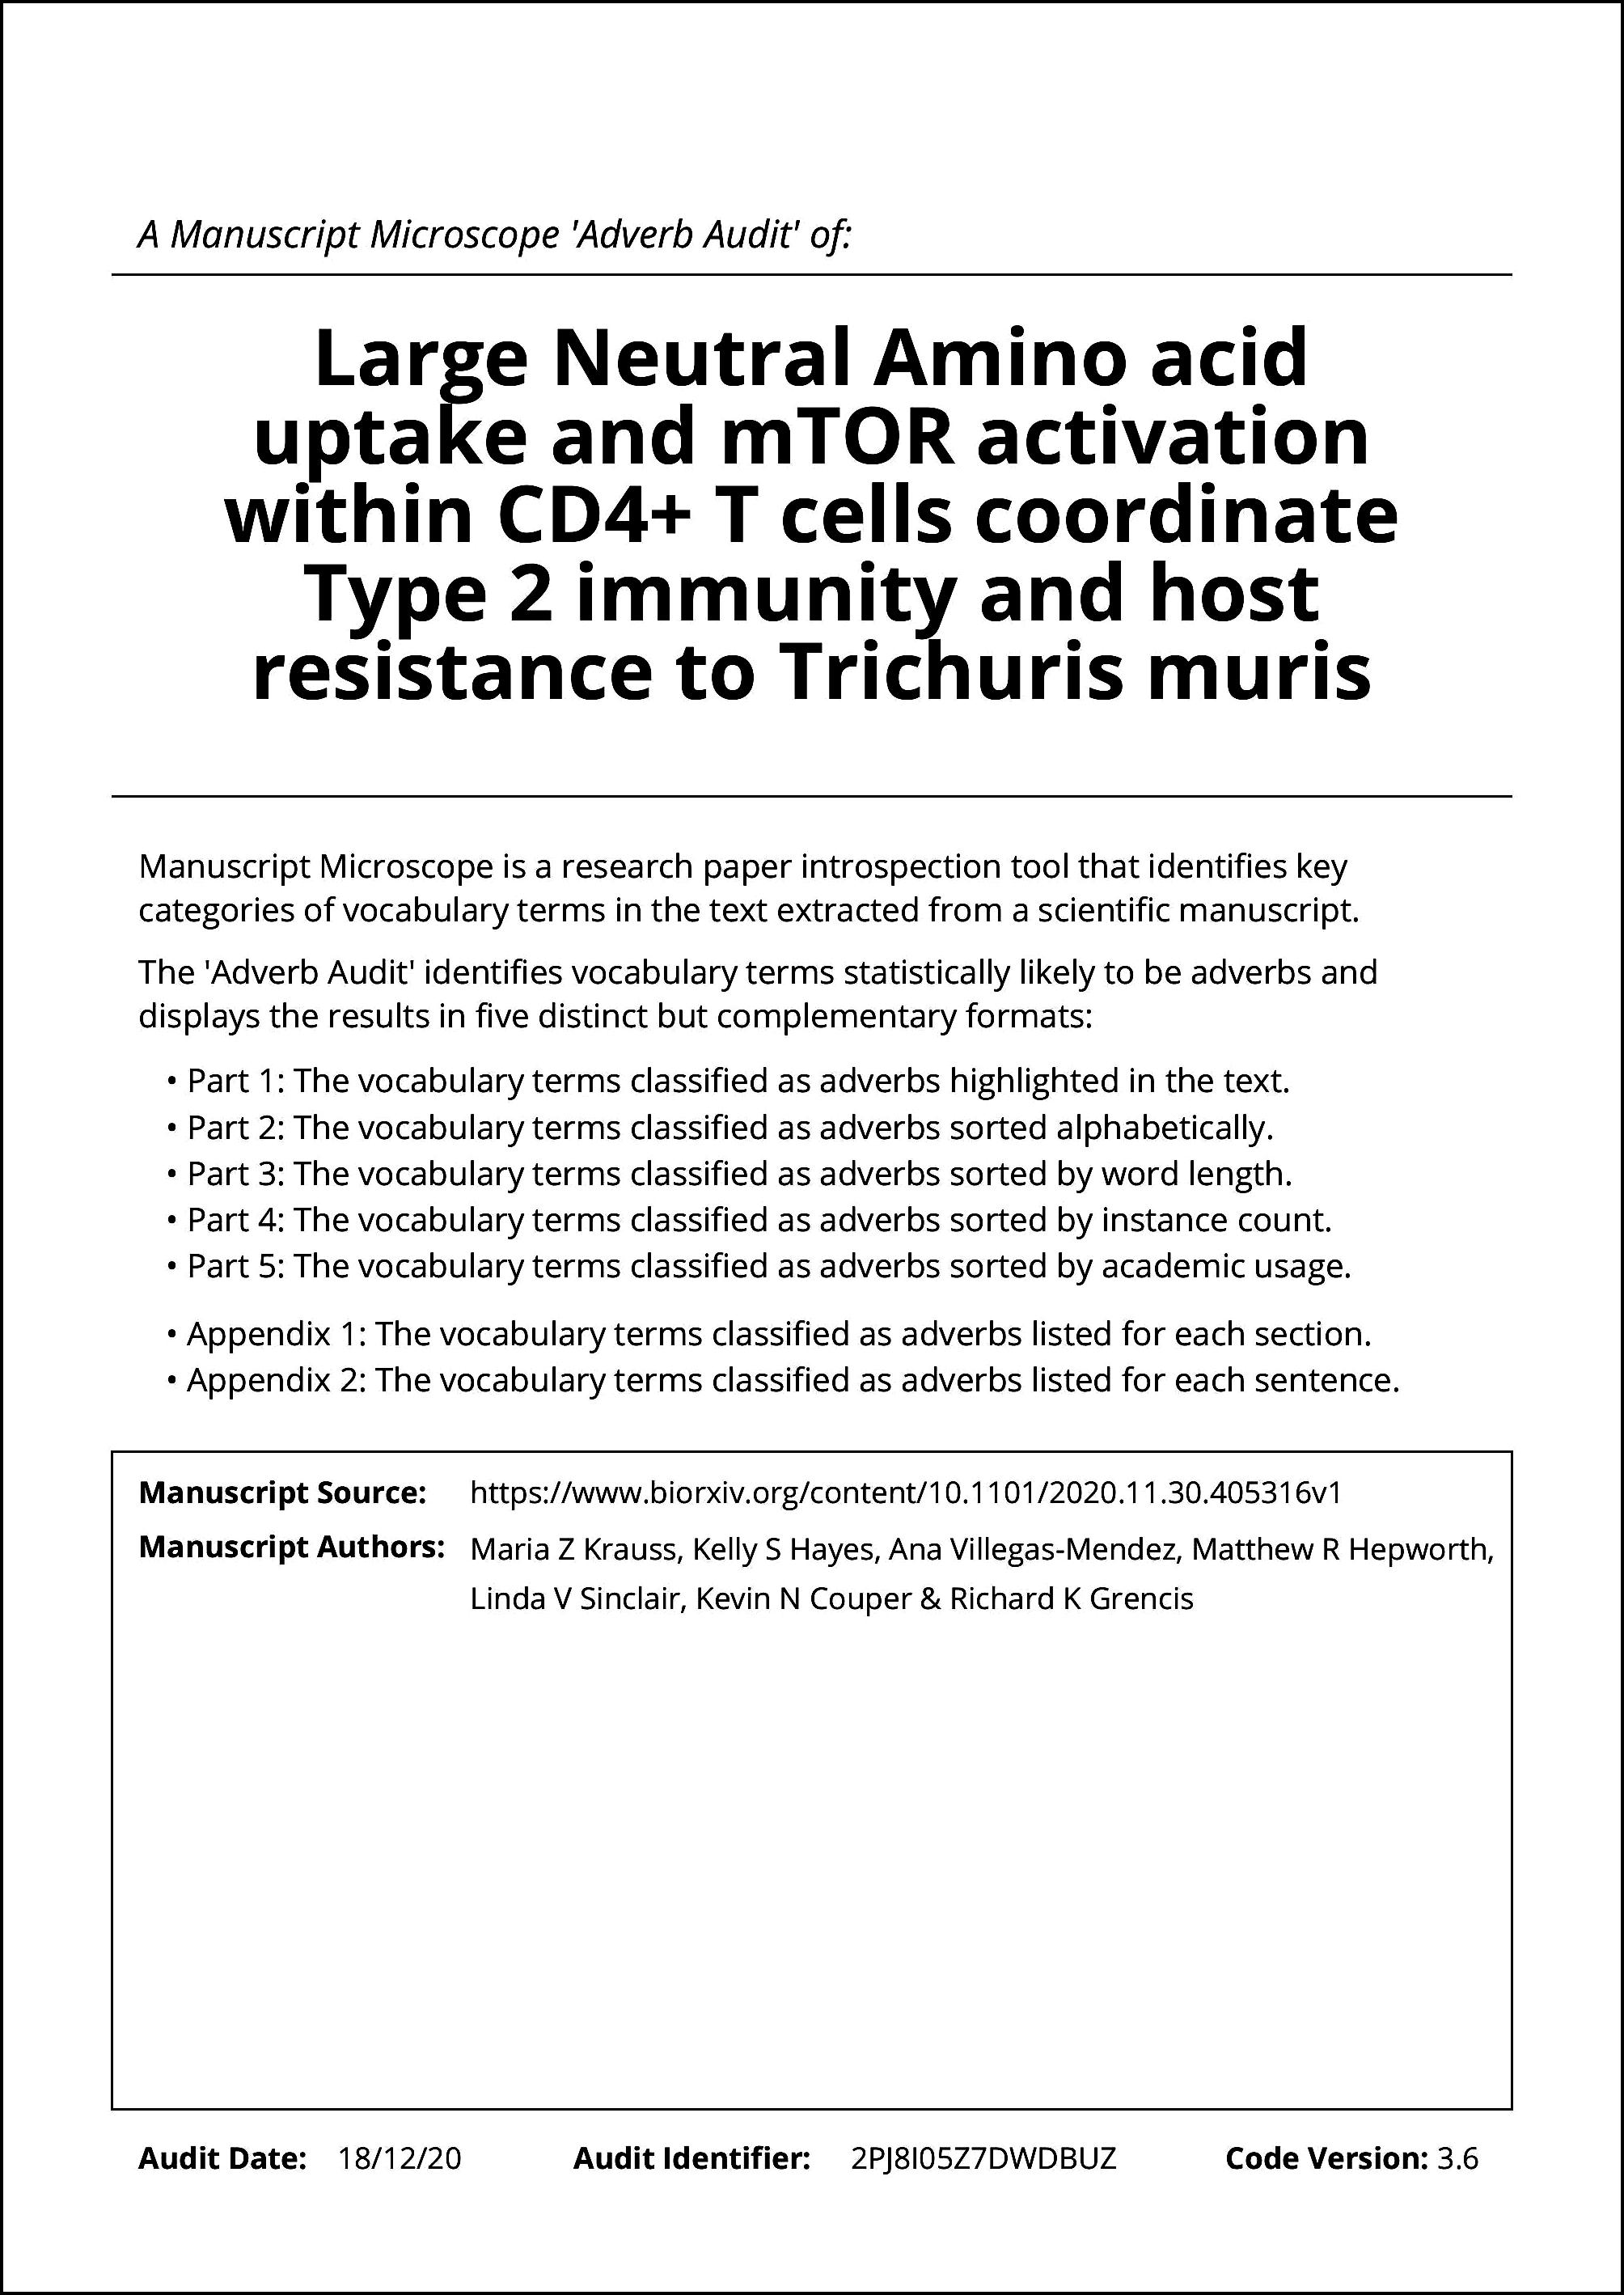 A Manuscript Microscope 'Adverb Audit' of:
Large Neutral Amino acid
uptake and mTOR activation
within CD4+ T cells coordinate
Type 2 immunity and host
resistance to Trichuris muris
Manuscript Microscope is a research paper introspection tool that identifies key
categories of vocabulary terms in the text extracted from a scientific manuscript.
The 'Adverb Audit' identifies vocabulary terms statistically likely to be adverbs and
displays the results in five distinct but complementary formats:
• Part 1: The vocabulary terms classified as adverbs highlighted in the text.
• Part 2: The vocabulary terms classified as adverbs sorted alphabetically.
• Part 3: The vocabulary terms classified as adverbs sorted by word length.
• Part 4: The vocabulary terms classified as adverbs sorted by instance count.
• Part 5: The vocabulary terms classified as adverbs sorted by academic usage.
• Appendix 1: The vocabulary terms classified as adverbs listed for each section.
• Appendix 2: The vocabulary terms classified as adverbs listed for each sentence.
Manuscript Source: https://www.biorxiv.org/content/10.1101/2020.11.30.405316v1
Manuscript Authors: Maria Z Krauss, Kelly S Hayes, Ana Villegas-Mendez, Matthew R Hepworth,
Linda V Sinclair, Kevin N Couper & Richard K Grencis
Audit Date: 18/12/20 Audit Identifier: 2PJ8I05Z7DWDBUZ Code Version: 3.6